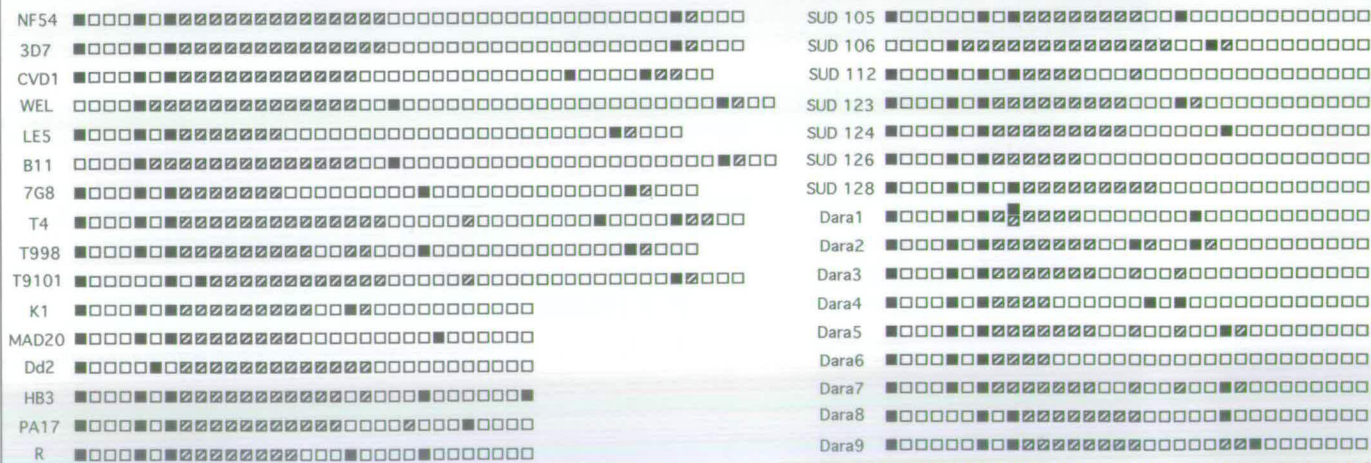 NF54
3D7
CVD1
WEL
LE5
B11
7G8
T4
T998
T9101
K1
MAD20
Dd2
HB3
PA17
R
SUD 105
SUD 106
SUD 112
SUD 123
SUD 124
SUD 126
SUD 128
Dara1
Dara2
Dara3
Dara4
Dara5
Dara6
Dara7
Dara8
Dara9